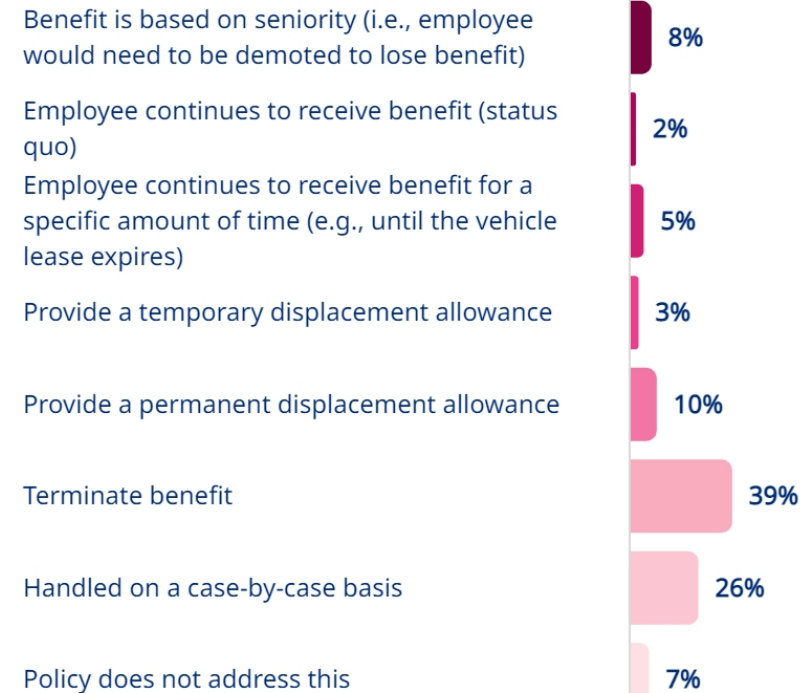 Benefit is based on seniority (i.e., employee
would need to be demoted to lose benefit)
8%
Employee continues to receive benefit (status
quo)
2%
Employee continues to receive benefit for a
specific amount of time (e.g., until the vehicle
lease expires)
5%
Provide a temporary displacement allowance
3%
Provide a permanent displacement allowance
10%
Terminate benefit
39%
Handled on a case-by-case basis
26%
Policy does not address this
7%